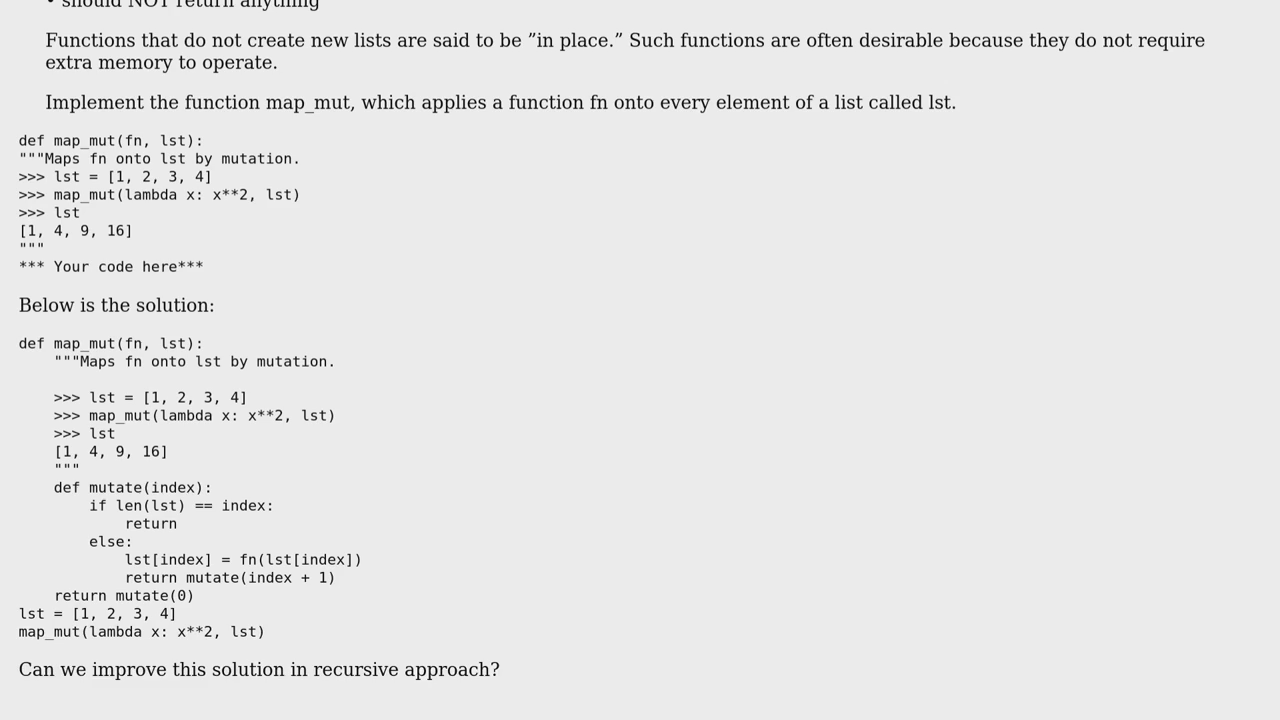 • should NOT return anything
Functions that do not create new lists are said to be ”in place.” Such functions are often desirable because they do not require
extra memory to operate.
Implement the function map_mut, which applies a function fn onto every element of a list called lst.
def map_mut(fn, lst):
"""Maps fn onto lst by mutation.
>>> lst = [1, 2, 3, 4]
>>> map_mut(lambda x: x**2, lst)
>>> lst
[1, 4, 9, 16]
"""
*** Your code here***
Below is the solution:
def map_mut(fn, lst):
    """Maps fn onto lst by mutation.
    >>> lst = [1, 2, 3, 4]
    >>> map_mut(lambda x: x**2, lst)
    >>> lst
    [1, 4, 9, 16]
    """
    def mutate(index):
        if len(lst) == index:
            return
        else:
            lst[index] = fn(lst[index])
            return mutate(index + 1)
    return mutate(0)
lst = [1, 2, 3, 4]
map_mut(lambda x: x**2, lst)
Can we improve this solution in recursive approach?